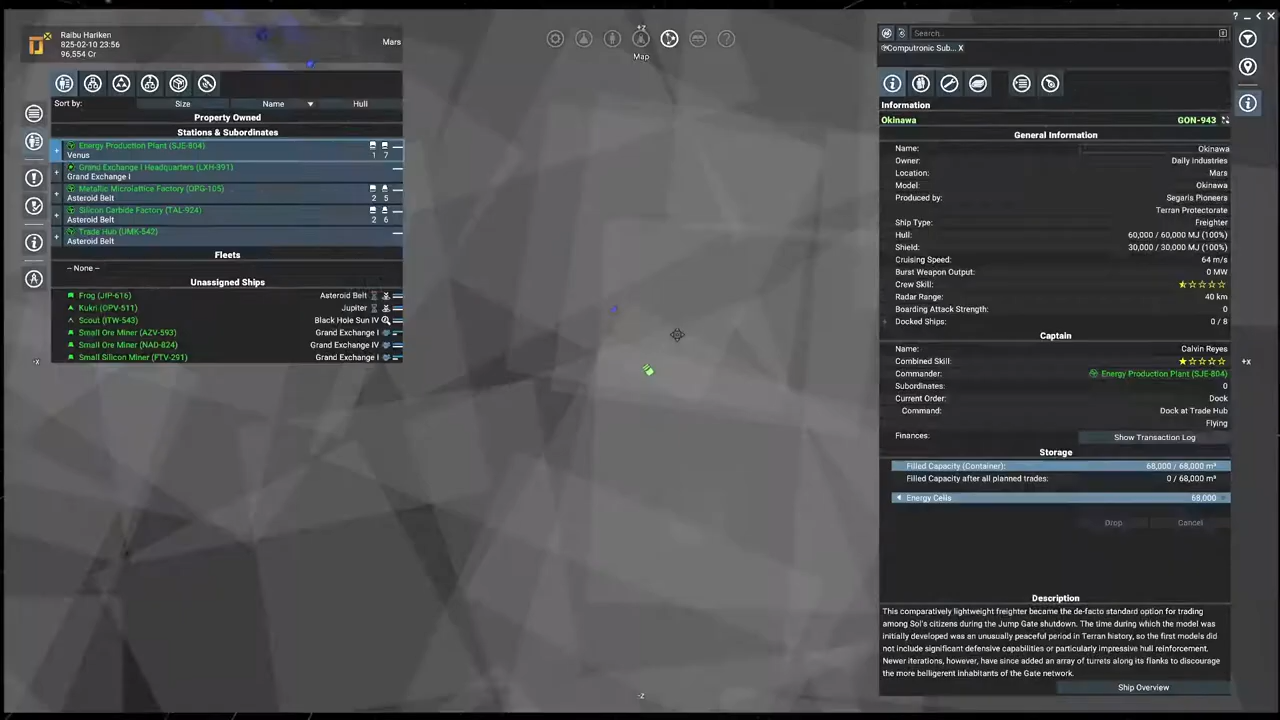 Raibu Hariken
825-02-10 23:56
96,554 Cr
Mars
Sort by: Size Name Hull
Property Owned
Stations & Subordinates
Energy Production Plant (SJE-804)
Venus 1 7
Grand Exchange I Headquarters (LXH-391)
Grand Exchange I
Metallic Microlattice Factory (OPG-105)
Asteroid Belt 2 5
Silicon Carbide Factory (TAL-924)
Asteroid Belt 2 6
Trade Hub (UMK-542)
Asteroid Belt
Fleets
-- None --
Unassigned Ships
Frog (JIP-616) Asteroid Belt
Kukri (OPV-511) Jupiter
Scout (ITW-543) Black Hole Sun IV
Small Ore Miner (AZV-593) Grand Exchange I
Small Ore Miner (NAD-824) Grand Exchange IV
Small Silicon Miner (FTV-291) Grand Exchange I
+Z
Map
-X
+X
-Z
Search...
Computronic Sub... X
Information
Okinawa GON-943
General Information
Name: Okinawa
Owner: Daily Industries
Location: Mars
Model: Okinawa
Produced by: Segaris Pioneers
Terran Protectorate
Ship Type: Freighter
Hull: 60,000 / 60,000 MJ (100%)
Shield: 30,000 / 30,000 MJ (100%)
Cruising Speed: 64 m/s
Burst Weapon Output: 0 MW
Crew Skill:
Radar Range: 40 km
Boarding Attack Strength: 0
Docked Ships: 0 / 8
Captain
Name: Calvin Reyes
Combined Skill:
Commander: Energy Production Plant (SJE-804)
Subordinates: 0
Current Order: Dock
Command: Dock at Trade Hub
Flying
Finances: Show Transaction Log
Storage
Filled Capacity (Container): 68,000 / 68,000 m³
Filled Capacity after all planned trades: 0 / 68,000 m³
Energy Cells 68,000
Drop Cancel
Description
This comparatively lightweight freighter became the de-facto standard option for trading
among Sol's citizens during the Jump Gate shutdown. The time during which the model was
initially developed was an unusually peaceful period in Terran history, so the first models did
not include significant defensive capabilities or particularly impressive hull reinforcement.
Newer iterations, however, have since added an array of turrets along its flanks to discourage
the more belligerent inhabitants of the Gate network.
Ship Overview